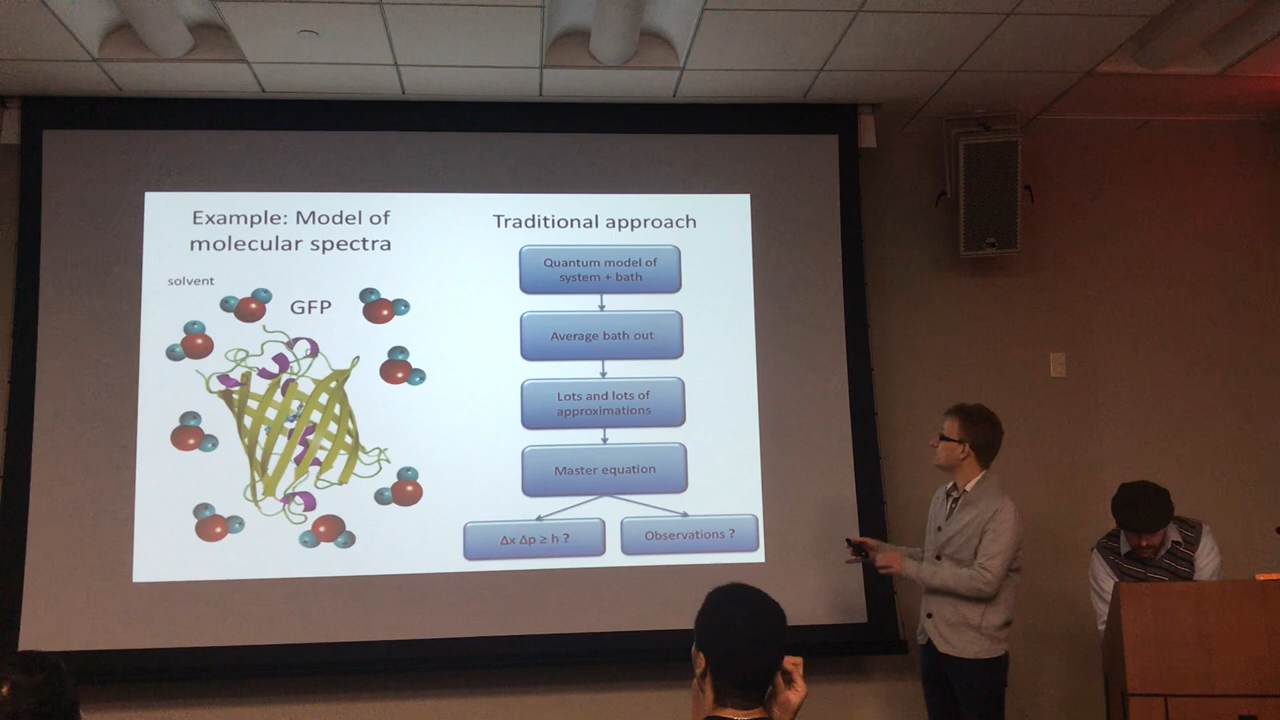 Example: Model of
molecular spectra
solvent
GFP
Traditional approach
Quantum model of
system + bath
Average bath out
Lots and lots of
approximations
Master equation
Δx Δp ≥ h ?
Observations ?